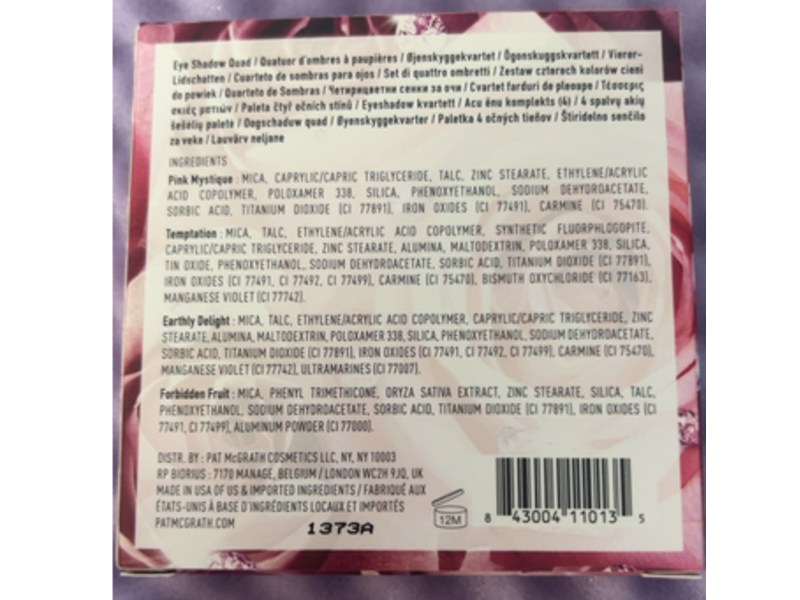 Eye Shadow Quad / Quatuor d'ombres à paupières / Øjenskyggekvartet / Ögonskuggskvartett / Vierer-
Lidschatten / Cuarteto de sombras para ojos / Set di quattro ombretti / Zestaw czterech kolorów cieni
do powiek / Quarteto de Sombras / Четирицветни сенки за очи / Cvartet farduri de pleoape / Τέσσερις
σκιές ματιών / Paleta čtyř očních stínů / Eyeshadow kvartett / Acu ēnu komplekts (4) / 4 spalvų akių
šešėlių paletė / Oogschaduw quad / Øyenskyggekvarter / Paletka 4 očných tieňov / Štiridelno senčilo
za veke / Lauvärv neljane
INGREDIENTS
Pink Mystique : MICA, CAPRYLIC/CAPRIC TRIGLYCERIDE, TALC, ZINC STEARATE, ETHYLENE/ACRYLIC
ACID COPOLYMER, POLOXAMER 338, SILICA, PHENOXYETHANOL, SODIUM DEHYDROACETATE,
SORBIC ACID, TITANIUM DIOXIDE (CI 77891), IRON OXIDES (CI 77491), CARMINE (CI 75470).
Temptation : MICA, TALC, ETHYLENE/ACRYLIC ACID COPOLYMER, SYNTHETIC FLUORPHLOGOPITE,
CAPRYLIC/CAPRIC TRIGLYCERIDE, ZINC STEARATE, ALUMINA, MALTODEXTRIN, POLOXAMER 338, SILICA,
TIN OXIDE, PHENOXYETHANOL, SODIUM DEHYDROACETATE, SORBIC ACID, TITANIUM DIOXIDE (CI 77891),
IRON OXIDES (CI 77491, CI 77492, CI 77499), CARMINE (CI 75470), BISMUTH OXYCHLORIDE (CI 77163),
MANGANESE VIOLET (CI 77742).
Earthly Delight : MICA, TALC, ETHYLENE/ACRYLIC ACID COPOLYMER, CAPRYLIC/CAPRIC TRIGLYCERIDE, ZINC
STEARATE, ALUMINA, MALTODEXTRIN, POLOXAMER 338, SILICA, PHENOXYETHANOL, SODIUM DEHYDROACETATE,
SORBIC ACID, TITANIUM DIOXIDE (CI 77891), IRON OXIDES (CI 77491, CI 77492, CI 77499), CARMINE (CI 75470),
MANGANESE VIOLET (CI 77742), ULTRAMARINES (CI 77007).
Forbidden Fruit : MICA, PHENYL TRIMETHICONE, ORYZA SATIVA EXTRACT, ZINC STEARATE, SILICA, TALC,
PHENOXYETHANOL, SODIUM DEHYDROACETATE, SORBIC ACID, TITANIUM DIOXIDE (CI 77891), IRON OXIDES (CI
77491, CI 77499), ALUMINUM POWDER (CI 77000).
DISTR. BY : PAT McGRATH COSMETICS LLC, NY, NY 10003
RP BIORIUS : 7170 MANAGE, BELGIUM / LONDON WC2H 9JQ, UK
MADE IN USA OF US & IMPORTED INGREDIENTS / FABRIQUÉ AUX
ÉTATS-UNIS À BASE D'INGRÉDIENTS LOCAUX ET IMPORTÉS
PATMCGRATH.COM
1373A
12M
8 43004 11013 5